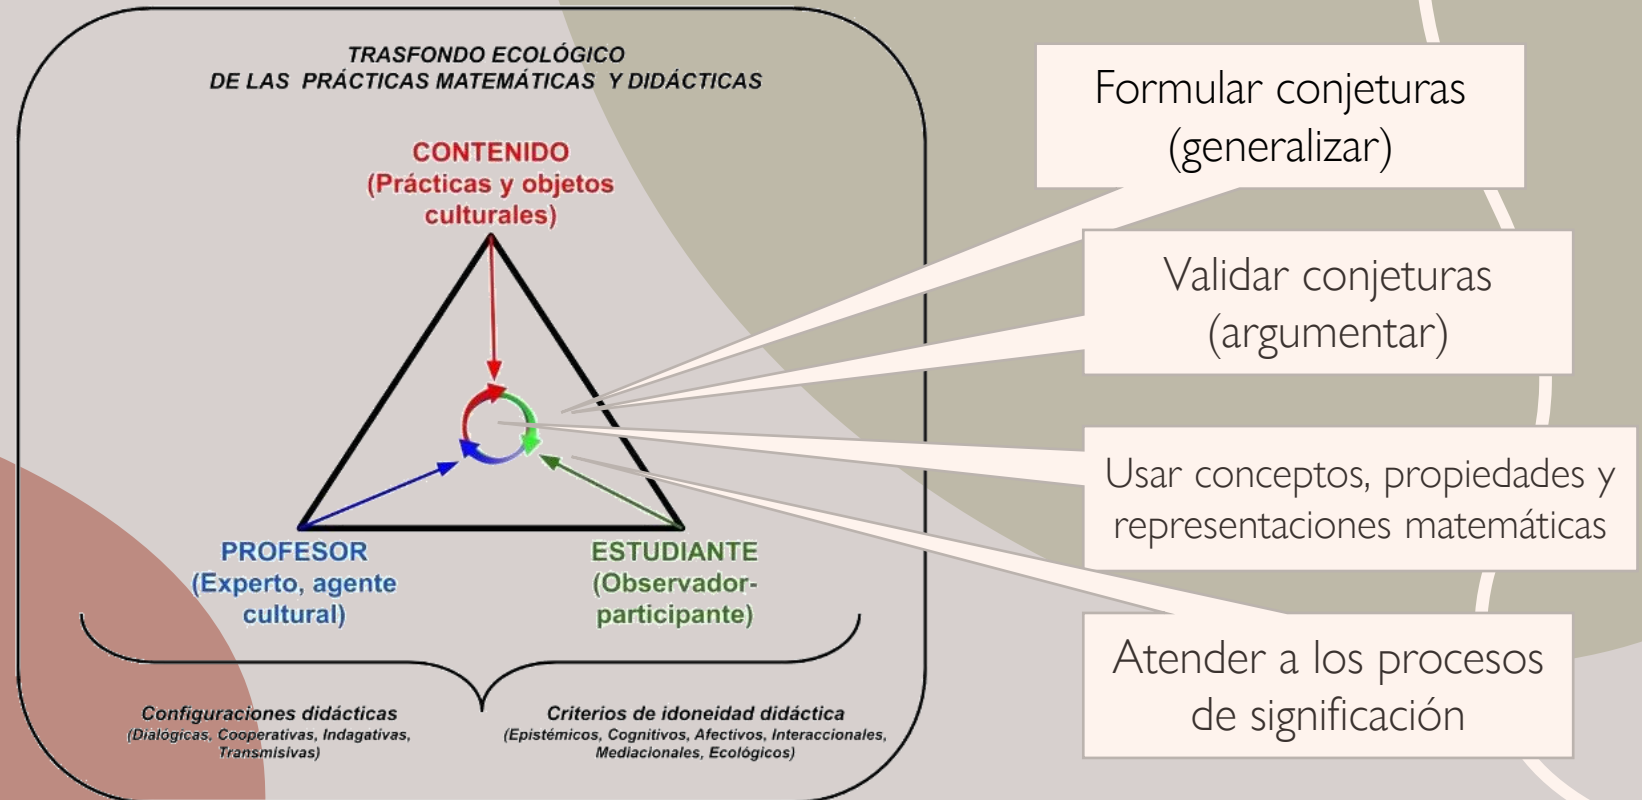 TRASFONDO ECOLÓGICO
DE LAS PRÁCTICAS MATEMÁTICAS Y DIDÁCTICAS
CONTENIDO
(Prácticas y objetos
culturales)
PROFESOR
(Experto, agente
cultural)
ESTUDIANTE
(Observador-
participante)
Configuraciones didácticas
(Dialógicas, Cooperativas, Indagativas,
Transmisivas)
Criterios de idoneidad didáctica
(Epistémicos, Cognitivos, Afectivos, Interaccionales,
Mediacionales, Ecológicos)
Formular conjeturas
(generalizar)
Validar conjeturas
(argumentar)
Usar conceptos, propiedades y
representaciones matemáticas
Atender a los procesos
de significación